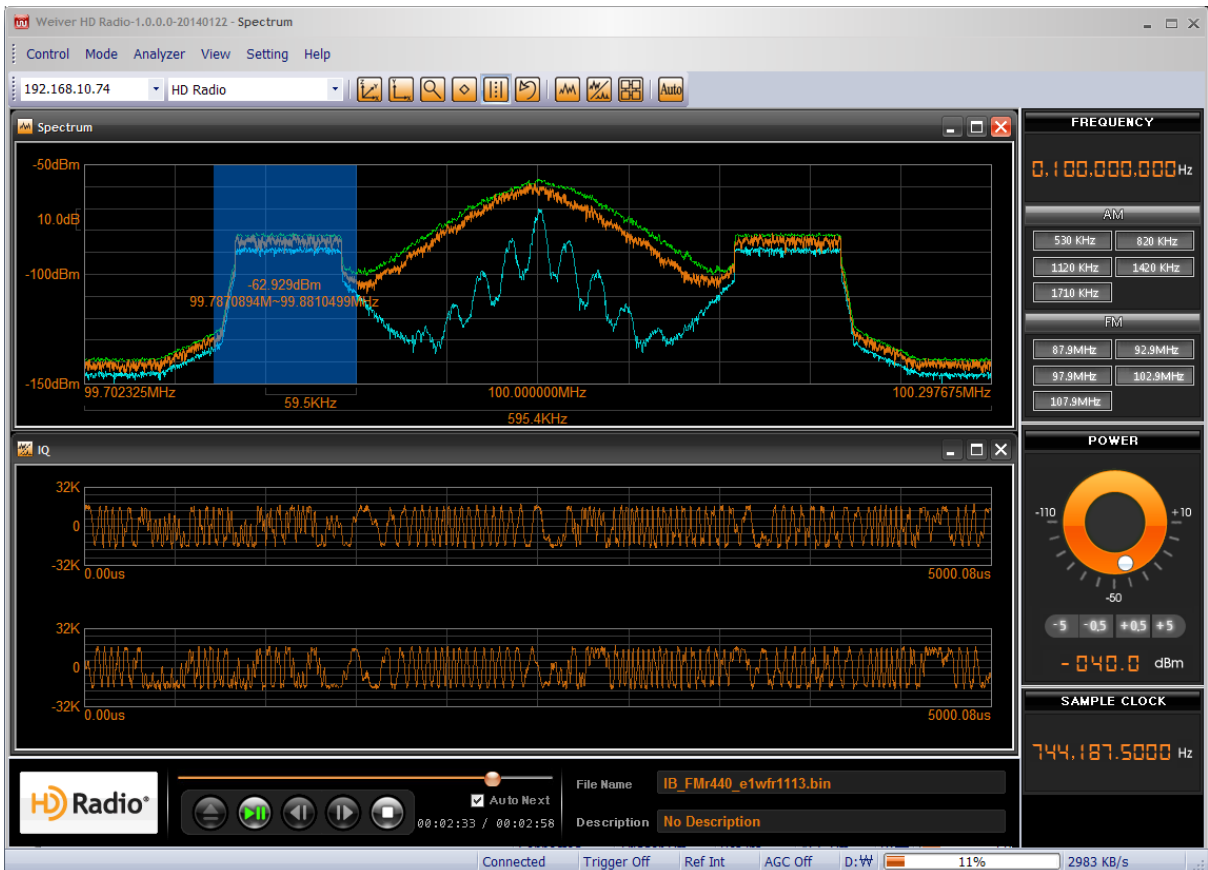 Weiver HD Radio-1.0.0.0-20140122 - Spectrum
Control Mode Analyzer View Setting Help
192.168.10.74 HD Radio Auto
Spectrum
-50dBm
10.0dB
-100dBm
-150dBm
-62.929dBm
99.7870894M~99.8810499MHz
99.702325MHz 100.000000MHz 100.297675MHz
59.5KHz
595.4KHz
IQ
32K
0
-32K
0.00us 5000.08us
32K
0
-32K
0.00us 5000.08us
FREQUENCY
0,100,000,000 Hz
AM
530 KHz 820 KHz
1120 KHz 1420 KHz
1710 KHz
FM
87.9MHz 92.9MHz
97.9MHz 102.9MHz
107.9MHz
POWER
-110 +10
-50
-5 -0,5 +0,5 +5
-040.0 dBm
SAMPLE CLOCK
744,187.5000 Hz
HD Radio®
Auto Next
00:02:33 / 00:02:58
File Name IB_FMr440_e1wfr1113.bin
Description No Description
Connected Trigger Off Ref Int AGC Off D:₩ 11% 2983 KB/s